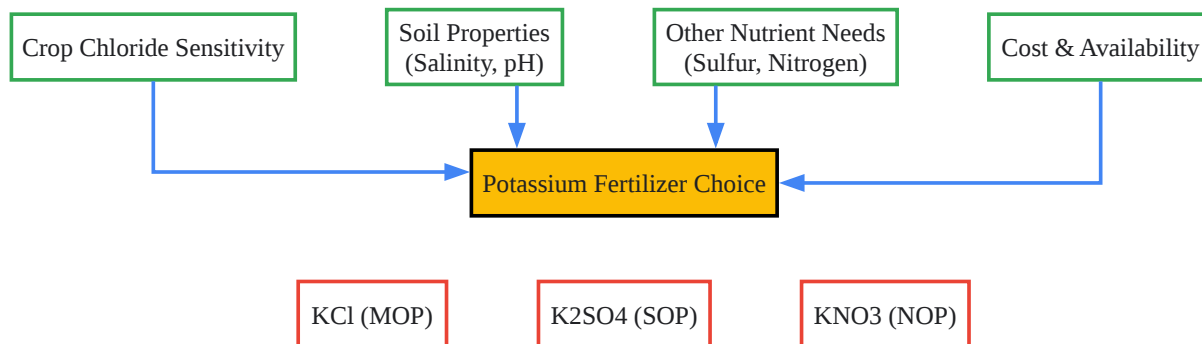 Crop Chloride Sensitivity
Soil Properties
(Salinity, pH)
Other Nutrient Needs
(Sulfur, Nitrogen)
Cost & Availability
Potassium Fertilizer Choice
KCl (MOP)
K2SO4 (SOP)
KNO3 (NOP)